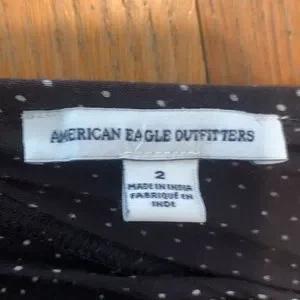 AMERICAN EAGLE OUTFITTERS
2
MADE IN INDIA
FABRIQUÉ EN
INDE